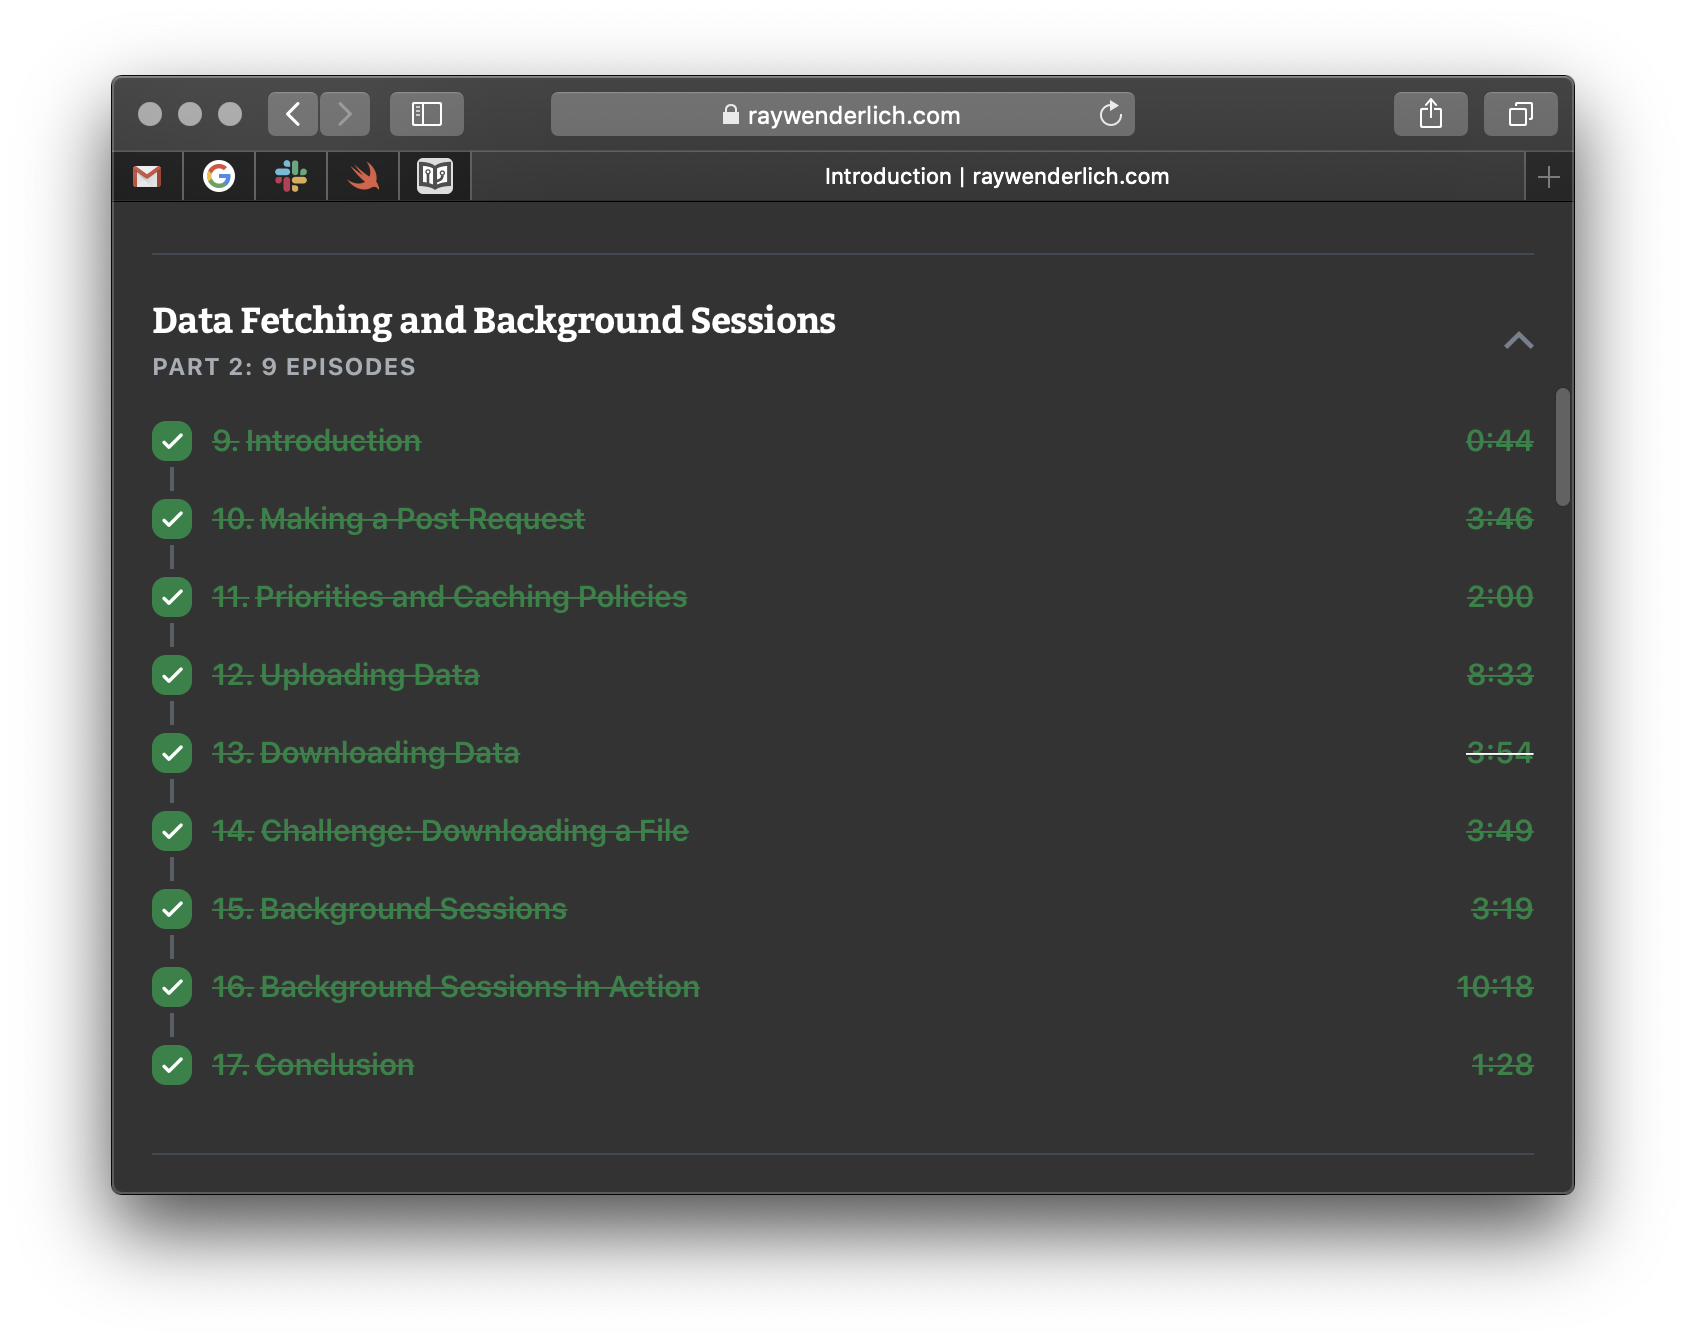 raywenderlich.com
Introduction | raywenderlich.com
Data Fetching and Background Sessions
PART 2: 9 EPISODES
9. Introduction 0:44
10. Making a Post Request 3:46
11. Priorities and Caching Policies 2:00
12. Uploading Data 8:33
13. Downloading Data 3:54
14. Challenge: Downloading a File 3:49
15. Background Sessions 3:19
16. Background Sessions in Action 10:18
17. Conclusion 1:28